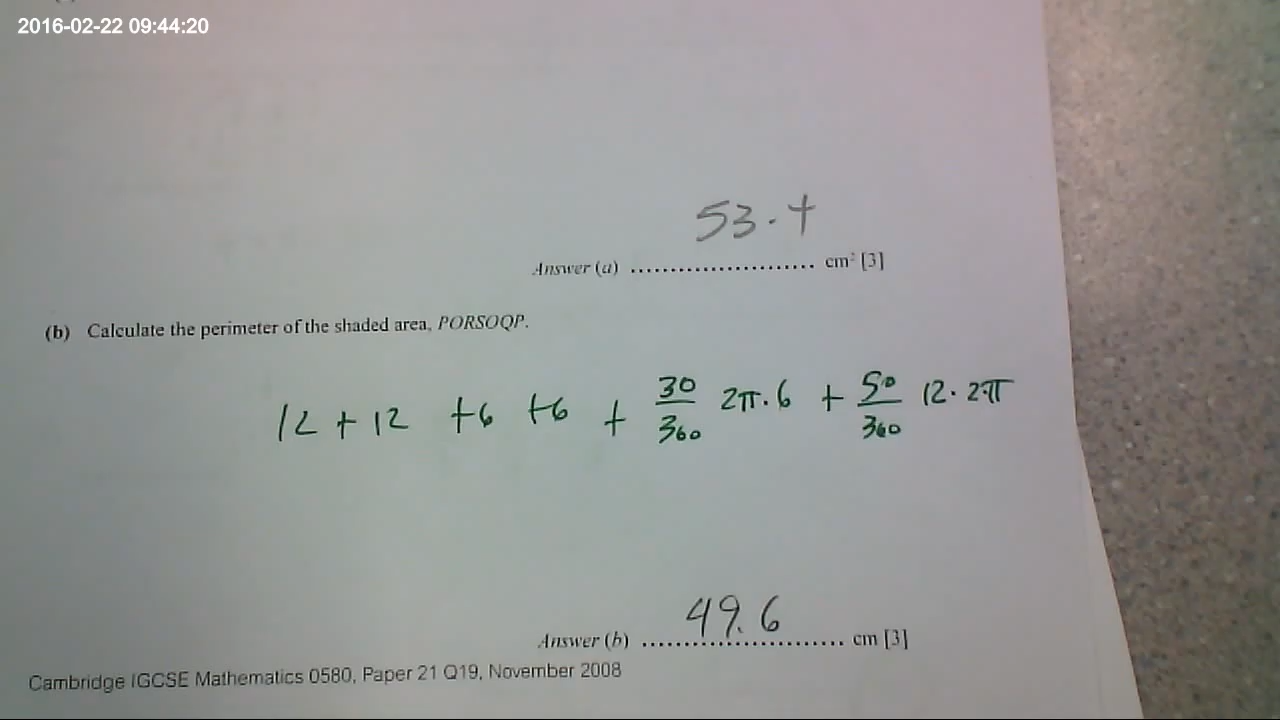 2016-02-22 09:44:20
53.4
Answer (a) ........................ cm² [3]
(b) Calculate the perimeter of the shaded area, PORSOQP.
12 + 12 + 6 + 6 + 30/360 2π.6 + 50/360 12.2π
49.6
Answer (b) .......................... cm [3]
Cambridge IGCSE Mathematics 0580, Paper 21 Q19, November 2008